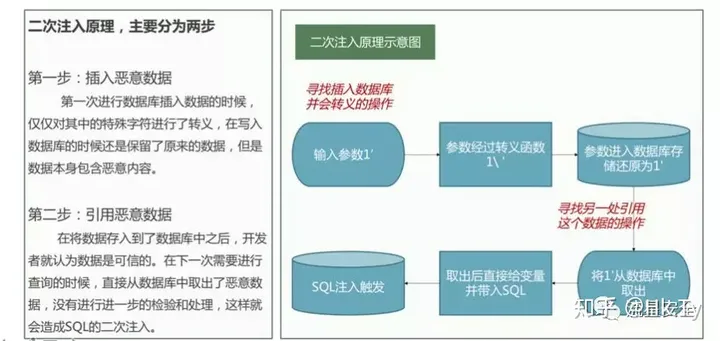 二次注入原理，主要分为两步
第一步：插入恶意数据
第一次进行数据库插入数据的时候，
仅仅对其中的特殊字符进行了转义，在写入
数据库的时候还是保留了原来的数据，但是
数据本身包含恶意内容。
第二步：引用恶意数据
在将数据存入到了数据库中之后，开发
者就认为数据是可信的。在下一次需要进行
查询的时候，直接从数据库中取出了恶意数
据，没有进行进一步的检验和处理，这样就
会造成SQL的二次注入。
二次注入原理示意图
寻找插入数据库
并会转义的操作
输入参数1'
参数经过转义函数
1\ '
参数进入数据库存
储还原为1'
寻找另一处引用
这个数据的操作
将1'从数据库中
取出
取出后直接给变量
并带入SQL
SQL注入触发
知乎